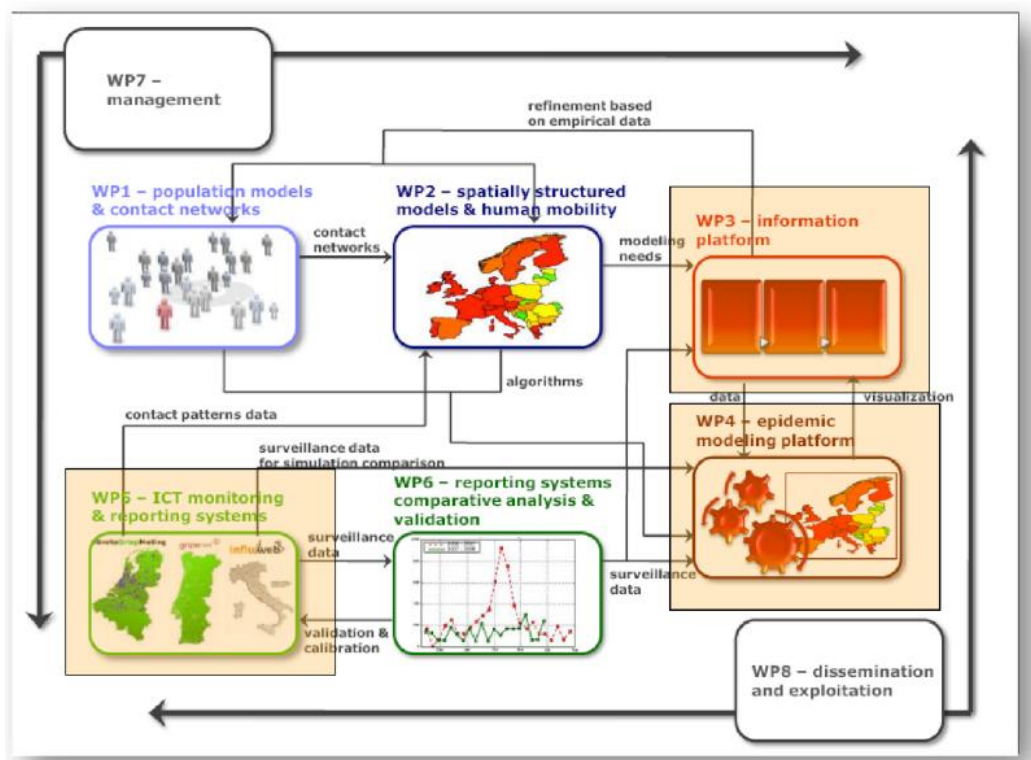 WP7 –
management
refinement based
on empirical data
WP1 – population models
& contact networks
WP2 – spatially structured
models & human mobility
WP3 – information
platform
contact
networks
modeling
needs
algorithms
contact patterns data
data
visualization
WP4 – epidemic
modeling platform
surveillance data
for simulation comparison
WP5 – ICT monitoring
& reporting systems
WP6 – reporting systems
comparative analysis &
validation
surveillance
data
surveillance
data
validation &
calibration
influweb
WP8 – dissemination
and exploitation